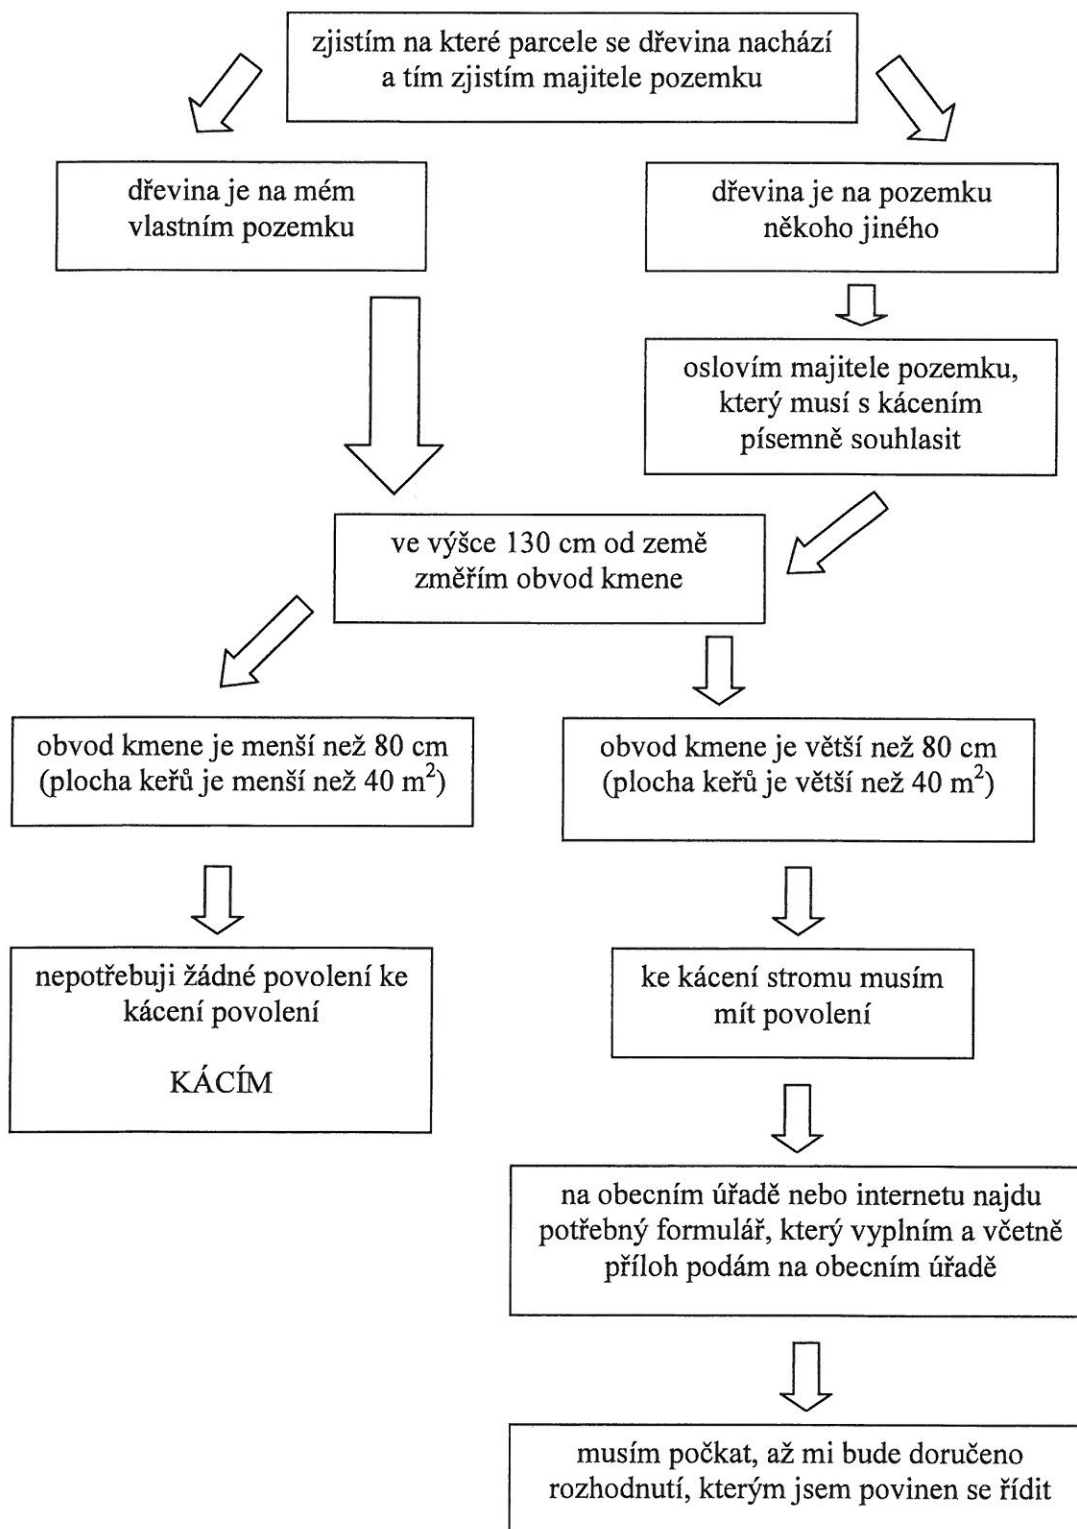 zjistím na které parcele se dřevina nachází
a tím zjistím majitele pozemku
dřevina je na mém
vlastním pozemku
dřevina je na pozemku
někoho jiného
oslovím majitele pozemku,
který musí s kácením
písemně souhlasit
ve výšce 130 cm od země
změřím obvod kmene
obvod kmene je menší než 80 cm
(plocha keřů je menší než 40 m²)
obvod kmene je větší než 80 cm
(plocha keřů je větší než 40 m²)
nepotřebuji žádné povolení ke
kácení povolení
KÁCÍM
ke kácení stromu musím
mít povolení
na obecním úřadě nebo internetu najdu
potřebný formulář, který vyplním a včetně
příloh podám na obecním úřadě
musím počkat, až mi bude doručeno
rozhodnutí, kterým jsem povinen se řídit